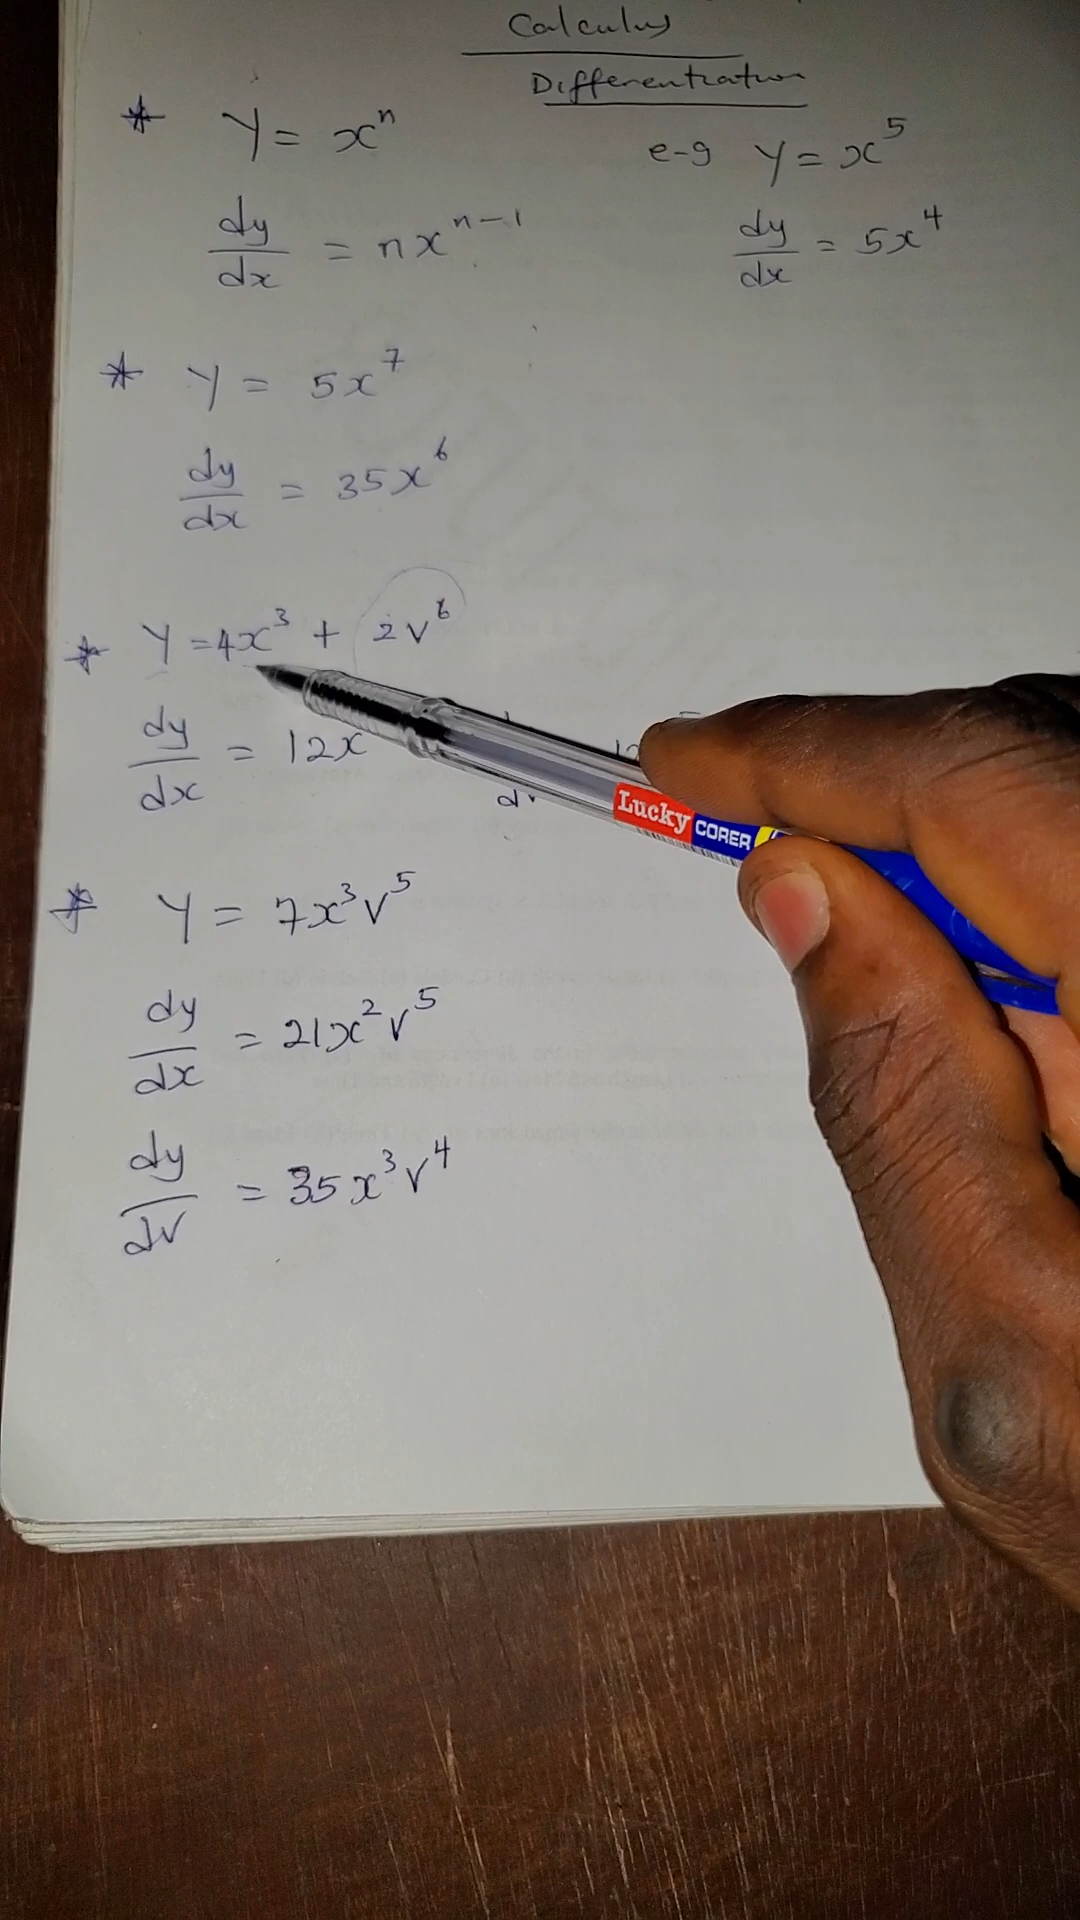 Calculus
Differentiation
* Y = x^n
e-g Y = x^5
dy/dx = nx^{n-1}
dy/dx = 5x^4
* Y = 5x^7
dy/dx = 35x^6
* Y = 4x^3 + 2v^6
dy/dx = 12x
* Y = 7x^3v^5
dy/dx = 21x^2v^5
dy/dv = 35x^3v^4
Lucky CORER